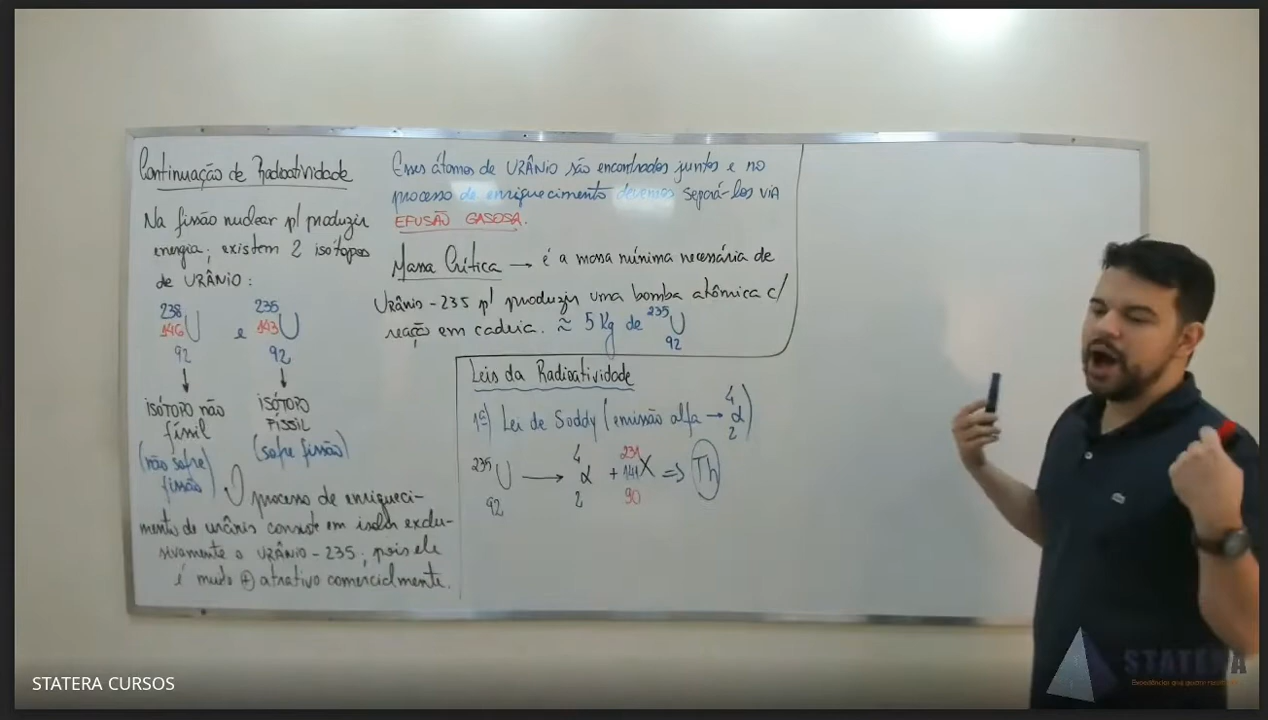 Continuação de Radioatividade
Na fissão nuclear p/ produzir
energia, existem 2 isótopos
de URÂNIO:
238 235
146 U e 143 U
92 92
ISÓTOPO não
físsil
(não sofre)
fissão
ISÓTOPO
FÍSSIL
(sofre fissão)
O processo de enriqueci-
mento de urânio consiste em isolar exclu-
sivamente o URÂNIO-235, pois ele
é muito + atrativo comercialmente.
Esses átomos de URÂNIO são encontrados juntos e no
processo de enriquecimento devemos separá-los VIA
EFUSÃO GASOSA.
Massa Crítica → é a massa mínima necessária de
Urânio-235 p/ produzir uma bomba atômica c/
reação em cadeia. ≈ 5 Kg de 235 U
92
Leis da Radioatividade
1ª) Lei de Soddy (emissão alfa → 4 α)
2
235 U → 4 α + 231 141 X ⇒ Th
92 2 90
STATERA CURSOS
STATERA